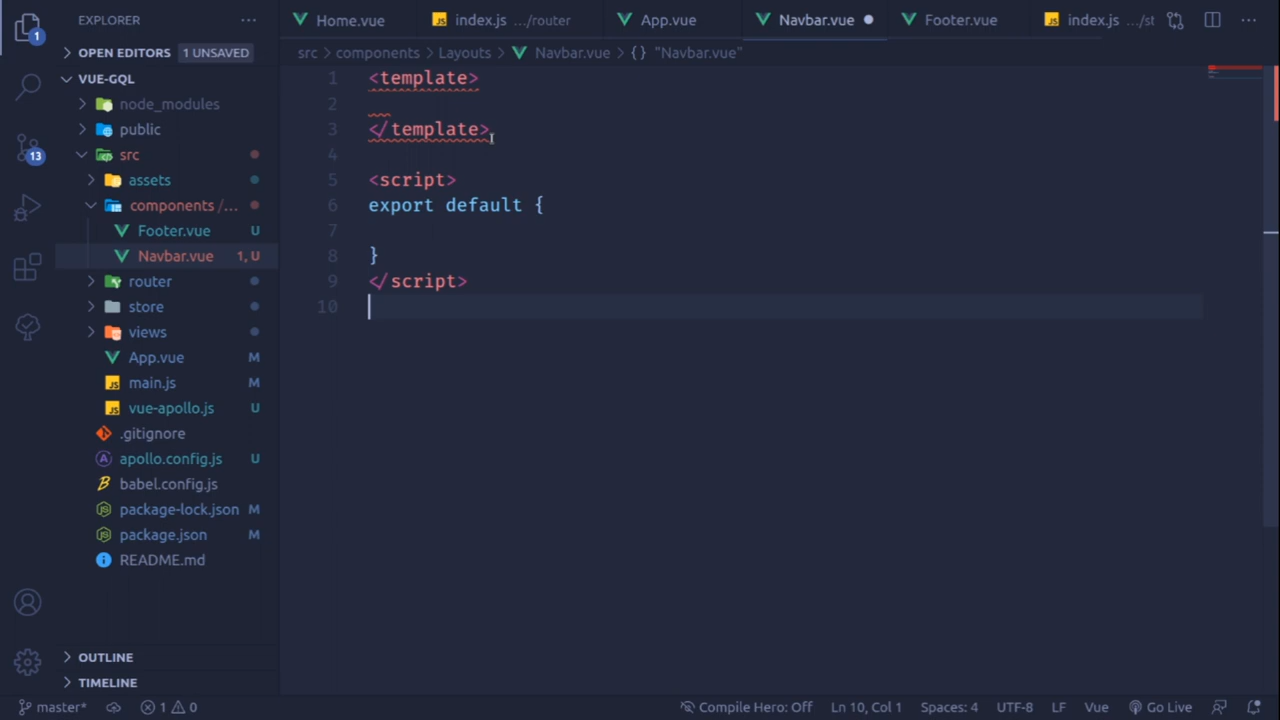 EXPLORER
Home.vue
index.js .../router
App.vue
Navbar.vue
Footer.vue
index.js .../st
OPEN EDITORS 1 UNSAVED
src > components > Layouts > Navbar.vue > {} "Navbar.vue"
VUE-GQL
node_modules
public
src
assets
components /...
Footer.vue U
Navbar.vue 1, U
router
store
views
App.vue M
main.js M
vue-apollo.js U
.gitignore
apollo.config.js U
babel.config.js
package-lock.json M
package.json M
README.md
OUTLINE
TIMELINE
1
13
1 <template>
2
3 </template>
4
5 <script>
6 export default {
7
8 }
9 </script>
10
master* 1 0 Compile Hero: Off Ln 10, Col 1 Spaces: 4 UTF-8 LF Vue Go Live